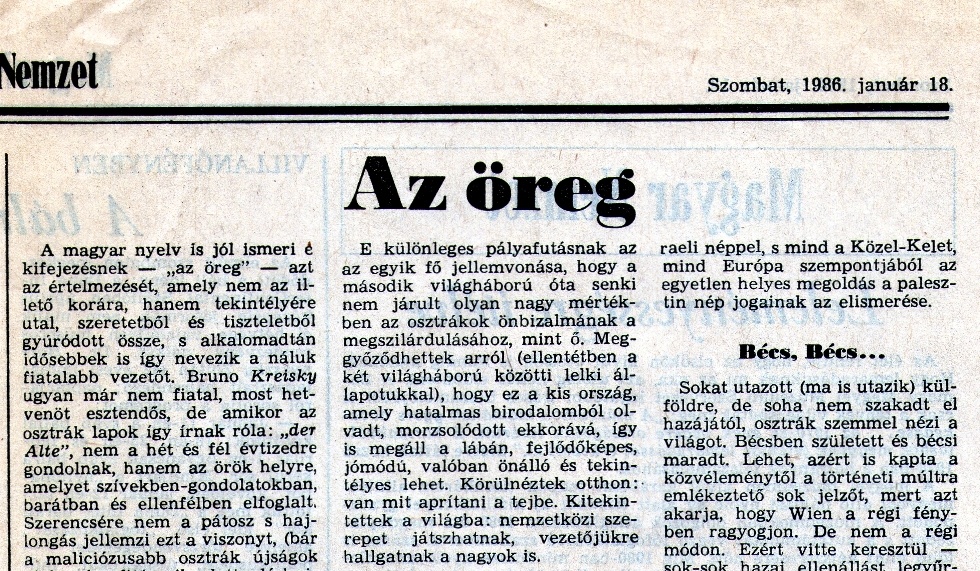 Nemzet
Szombat, 1986. január 18.
Az öreg
A magyar nyelv is jól ismeri é
kifejezésnek — „az öreg” — azt
az értelmezését, amely nem az il-
lető korára, hanem tekintélyére
utal, szeretetből és tiszteletből
gyúródott össze, s alkalomadtán
idősebbek is így nevezik a náluk
fiatalabb vezetőt. Bruno Kreisky
ugyan már nem fiatal, most het-
venöt esztendős, de amikor az
osztrák lapok így írnak róla: „der
Alte”, nem a hét és fél évtizedre
gondolnak, hanem az örök helyre,
amelyet szívekben-gondolatokban,
barátban és ellenfélben elfoglalt.
Szerencsére nem a pátosz s haj-
longás jellemzi ezt a viszonyt, (bár
a maliciózusabb osztrák újságok
E különleges pályafutásnak az
az egyik fő jellemvonása, hogy a
második világháború óta senki
nem járult olyan nagy mérték-
ben az osztrákok önbizalmának a
megszilárdulásához, mint ő. Meg-
győződhettek arról (ellentétben a
két világháború közötti lelki ál-
lapotukkal), hogy ez a kis ország,
amely hatalmas birodalomból ol-
vadt, morzsolódott ekkorává, így
is megáll a lábán, fejlődőképes,
jómódú, valóban önálló és tekin-
télyes lehet. Körülnéztek otthon:
van mit aprítani a tejbe. Kitekin-
tettek a világba: nemzetközi sze-
repet játszhatnak, vezetőjükre
hallgatnak a nagyok is.
raeli néppel, s mind a Közel-Kelet,
mind Európa szempontjából az
egyetlen helyes megoldás a palesz-
tin nép jogainak az elismerése.
Bécs, Bécs...
Sokat utazott (ma is utazik) kül-
földre, de soha nem szakadt el
hazájától, osztrák szemmel nézi a
világot. Bécsben született és bécsi
maradt. Lehet, azért is kapta a
közvéleménytől a történeti múltra
emlékeztető sok jelzőt, mert azt
akarja, hogy Wien a régi fény-
ben ragyogjon. De nem a régi
módon. Ezért vitte keresztül —
sok-sok hazai ellenállást legyűr-